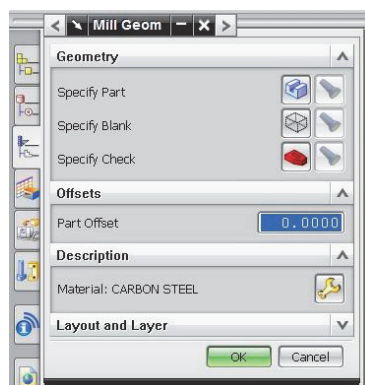 Mill Geom
Geometry
Specify Part
Specify Blank
Specify Check
Offsets
Part Offset 0.0000
Description
Material: CARBON STEEL
Layout and Layer
OK Cancel